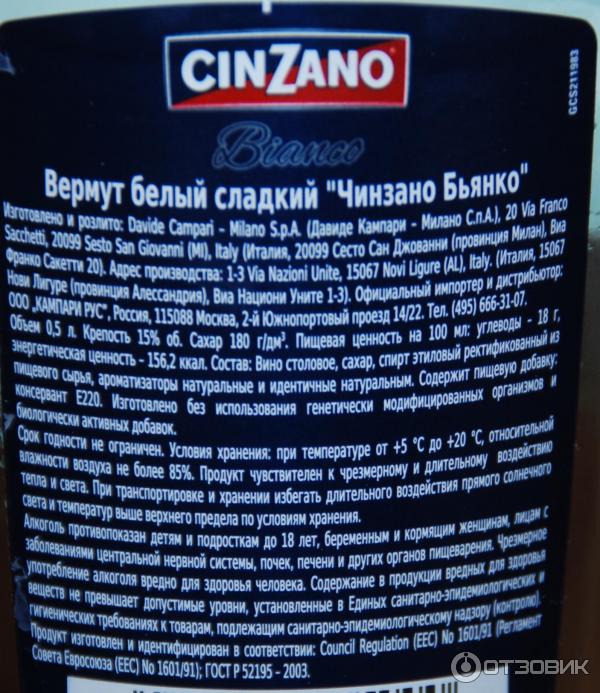 CINZANO
GCS211983
Bianco
Вермут белый сладкий "Чинзано Бьянко"
Изготовлено и розлито: Davide Campari – Milano S.p.A. (Давиде Кампари – Милано С.п.А.), 20 Via Franco
Sacchetti, 20099 Sesto San Giovanni (MI), Italy (Италия, 20099 Сесто Сан Джованни (провинция Милан), Виа
Франко Сакетти 20). Адрес производства: 1-3 Via Nazioni Unite, 15067 Novi Ligure (AL), Italy. (Италия, 15067
Нови Лигуре (провинция Алессандрия), Виа Национи Уните 1-3). Официальный импортер и дистрибьютор:
ООО „КАМПАРИ РУС", Россия, 115088 Москва, 2-й Южнопортовый проезд 14/22. Тел. (495) 666-31-07.
Объем 0,5 л. Крепость 15% об. Сахар 180 г/дм³. Пищевая ценность на 100 мл: углеводы – 18 г,
энергетическая ценность – 156,2 ккал. Состав: Вино столовое, сахар, спирт этиловый ректификованный из
пищевого сырья, ароматизаторы натуральные и идентичные натуральным. Содержит пищевую добавку:
консервант Е220. Изготовлено без использования генетически модифицированных организмов и
биологически активных добавок.
Срок годности не ограничен. Условия хранения: при температуре от +5 °С до +20 °С, относительной
влажности воздуха не более 85%. Продукт чувствителен к чрезмерному и длительному воздействию
тепла и света. При транспортировке и хранении избегать длительного воздействия прямого солнечного
света и температур выше верхнего предела по условиям хранения.
Алкоголь противопоказан детям и подросткам до 18 лет, беременным и кормящим женщинам, лицам с
заболеваниями центральной нервной системы, почек, печени и других органов пищеварения. Чрезмерное
употребление алкоголя вредно для здоровья человека. Содержание в продукции вредных для здоровья
веществ не превышает допустимые уровни, установленные в Единых санитарно-эпидемиологических и
гигиенических требованиях к товарам, подлежащим санитарно-эпидемиологическому надзору (контролю).
Продукт изготовлен и идентифицирован в соответствии: Council Regulation (EEC) No 1601/91 (Регламент
Совета Евросоюза (EEC) No 1601/91); ГОСТ Р 52195 – 2003.
ОТЗОВИК